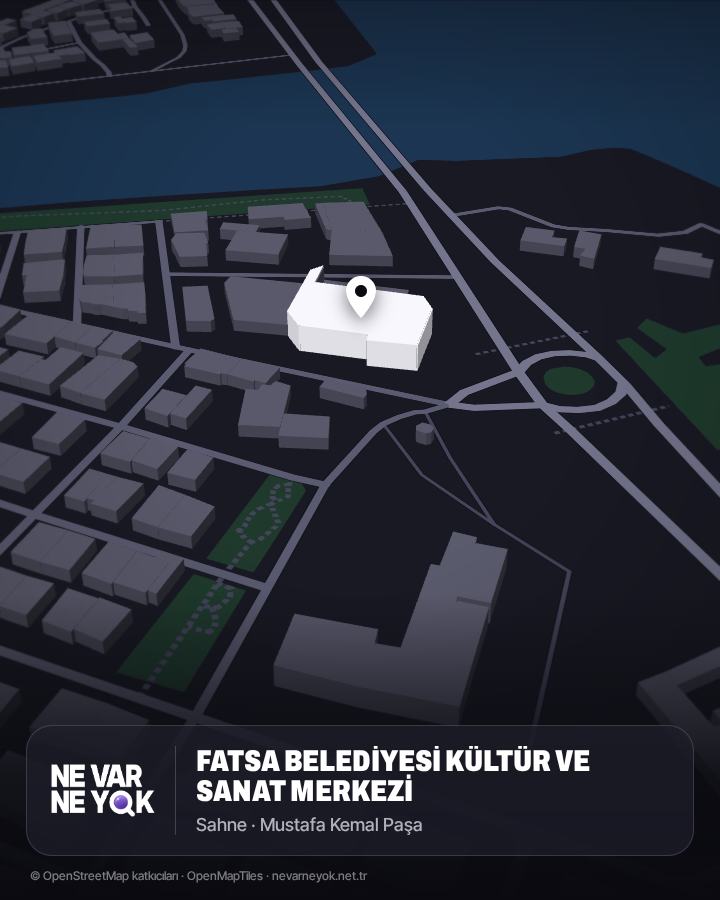 NE VAR
NE YOK
FATSA BELEDİYESİ KÜLTÜR VE
SANAT MERKEZİ
Sahne · Mustafa Kemal Paşa
© OpenStreetMap katkıcıları · OpenMapTiles · nevarneyok.net.tr